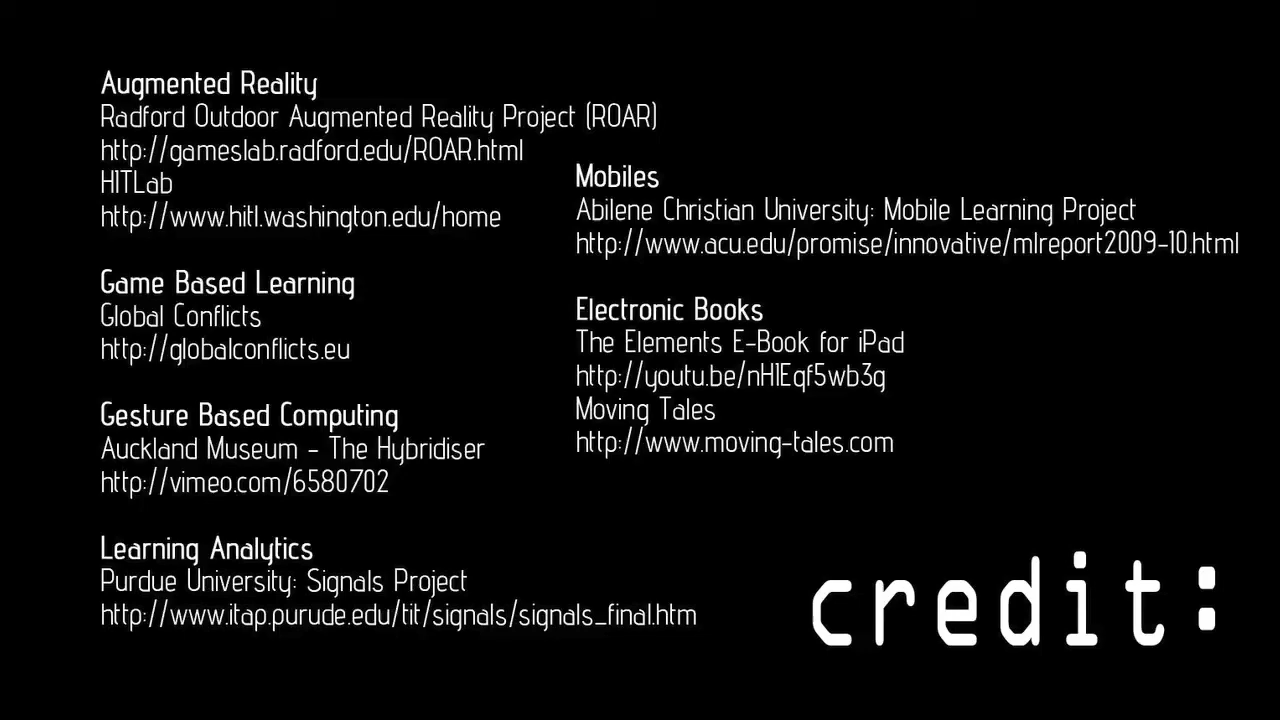 Augmented Reality
Radford Outdoor Augmented Reality Project (ROAR)
http://gameslab.radford.edu/ROAR.html
HITLab
http://www.hitl.washington.edu/home
Game Based Learning
Global Conflicts
http://globalconflicts.eu
Gesture Based Computing
Auckland Museum - The Hybridiser
http://vimeo.com/6580702
Learning Analytics
Purdue University: Signals Project
http://www.itap.purude.edu/tit/signals/signals_final.htm
Mobiles
Abilene Christian University: Mobile Learning Project
http://www.acu.edu/promise/innovative/mlreport2009-10.html
Electronic Books
The Elements E-Book for iPad
http://youtu.be/nH1Eqf5wb3g
Moving Tales
http://www.moving-tales.com
credit: